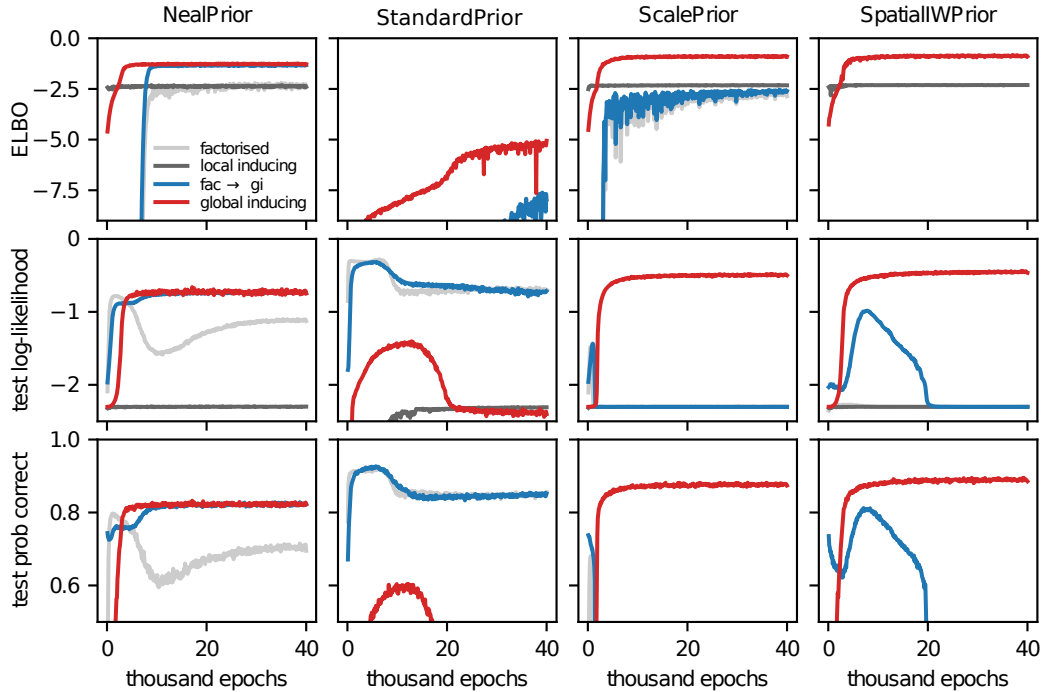 NealPrior
StandardPrior
ScalePrior
SpatialIWPrior
ELBO
0.0
−2.5
−5.0
−7.5
factorised
local inducing
fac → gi
global inducing
test log-likelihood
0
−1
−2
test prob correct
1.0
0.8
0.6
0 20 40
0 20 40
0 20 40
0 20 40
thousand epochs
thousand epochs
thousand epochs
thousand epochs